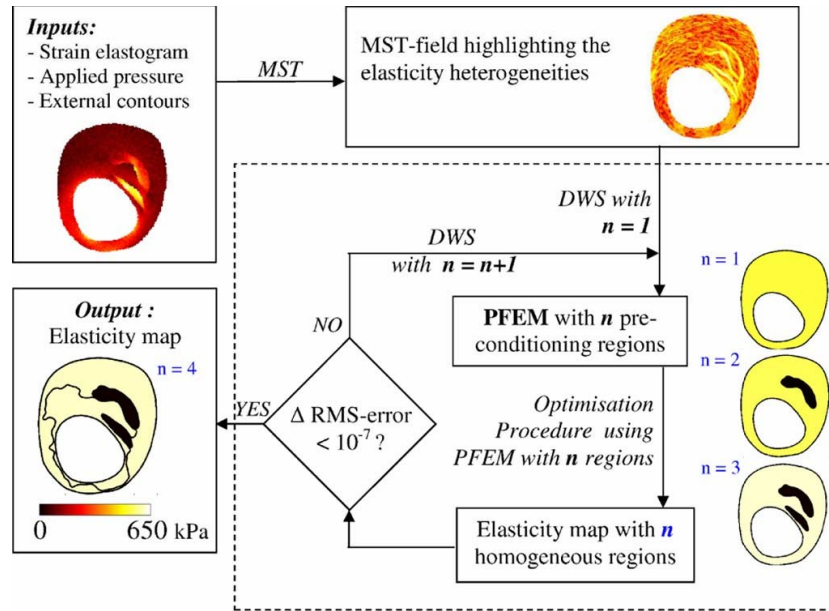 Inputs:
- Strain elastogram
- Applied pressure
- External contours
MST
MST-field highlighting the
elasticity heterogeneities
DWS with
n = 1
DWS
with n = n+1
n = 1
PFEM with n pre-
conditioning regions
n = 2
Optimisation
Procedure using
PFEM with n regions
n = 3
Elasticity map with n
homogeneous regions
NO
Δ RMS-error
< 10⁻⁷ ?
YES
Output :
Elasticity map
n = 4
0 650 kPa